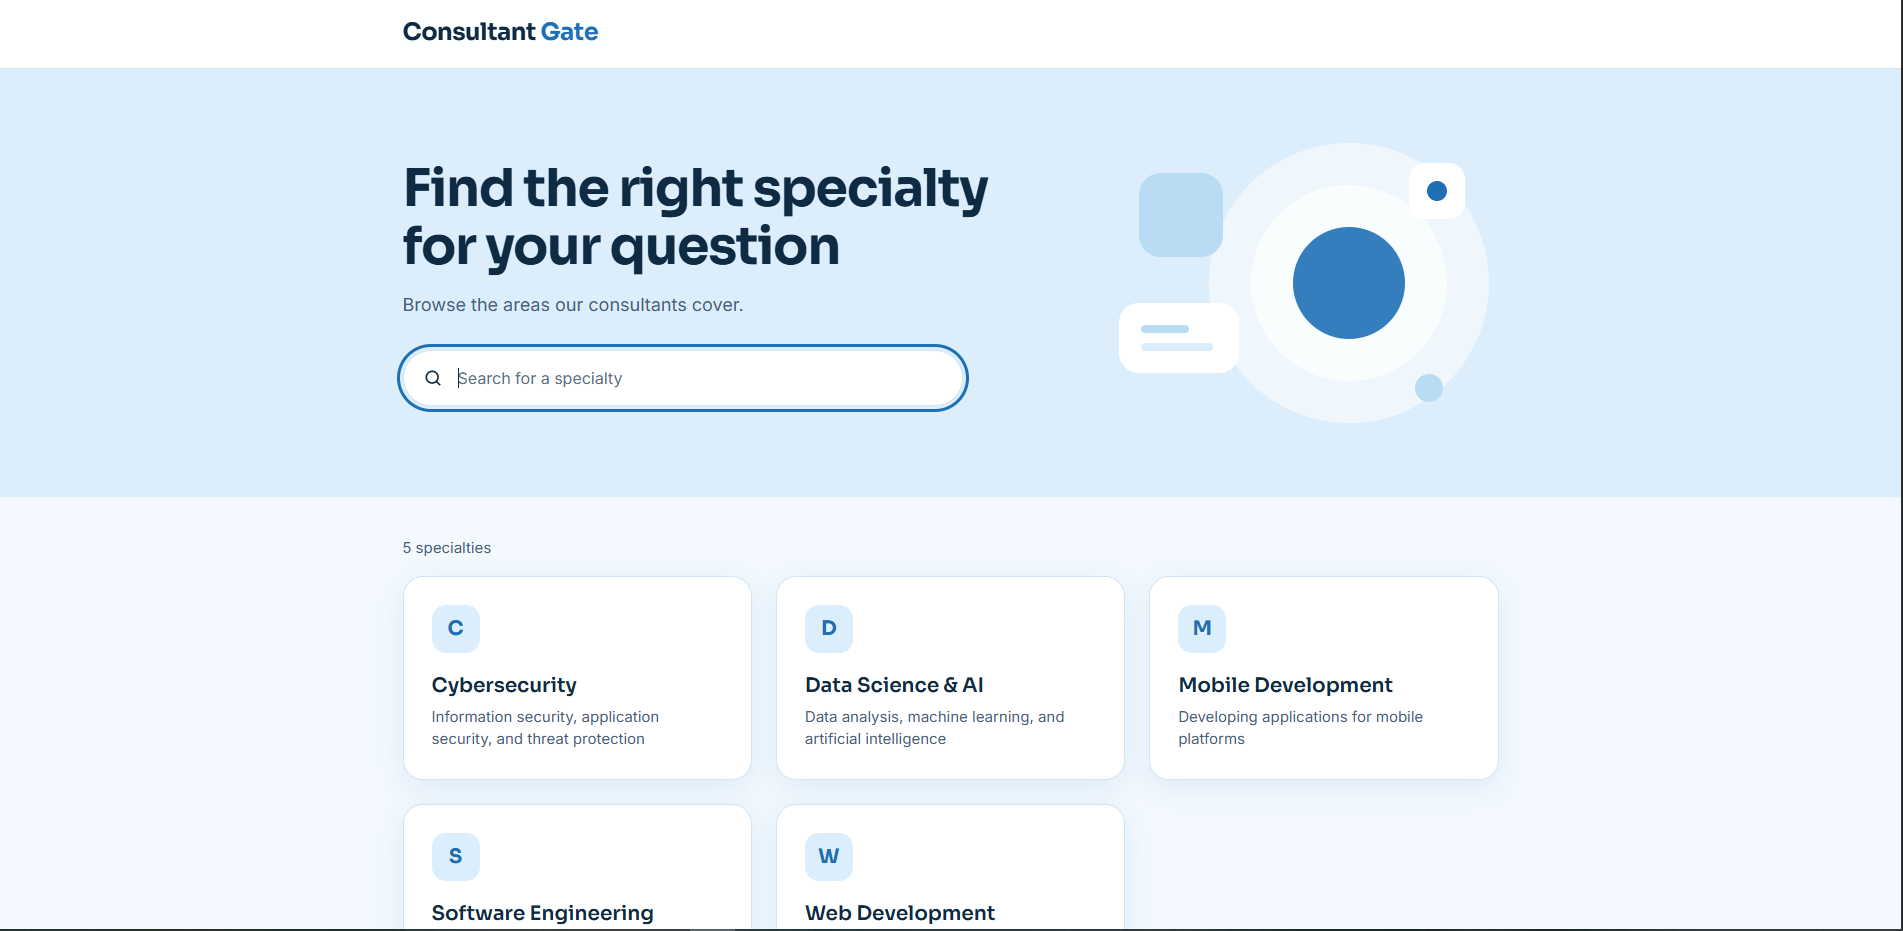 Consultant Gate
Find the right specialty
for your question
Browse the areas our consultants cover.
Search for a specialty
5 specialties
C
Cybersecurity
Information security, application
security, and threat protection
D
Data Science & AI
Data analysis, machine learning, and
artificial intelligence
M
Mobile Development
Developing applications for mobile
platforms
S
Software Engineering
W
Web Development